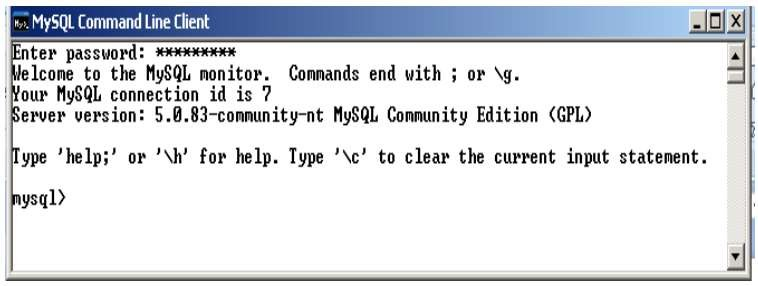 MySQL Command Line Client
Enter password: *********
Welcome to the MySQL monitor.  Commands end with ; or \g.
Your MySQL connection id is 7
Server version: 5.0.83-community-nt MySQL Community Edition (GPL)
Type 'help;' or '\h' for help. Type '\c' to clear the current input statement.
mysql>